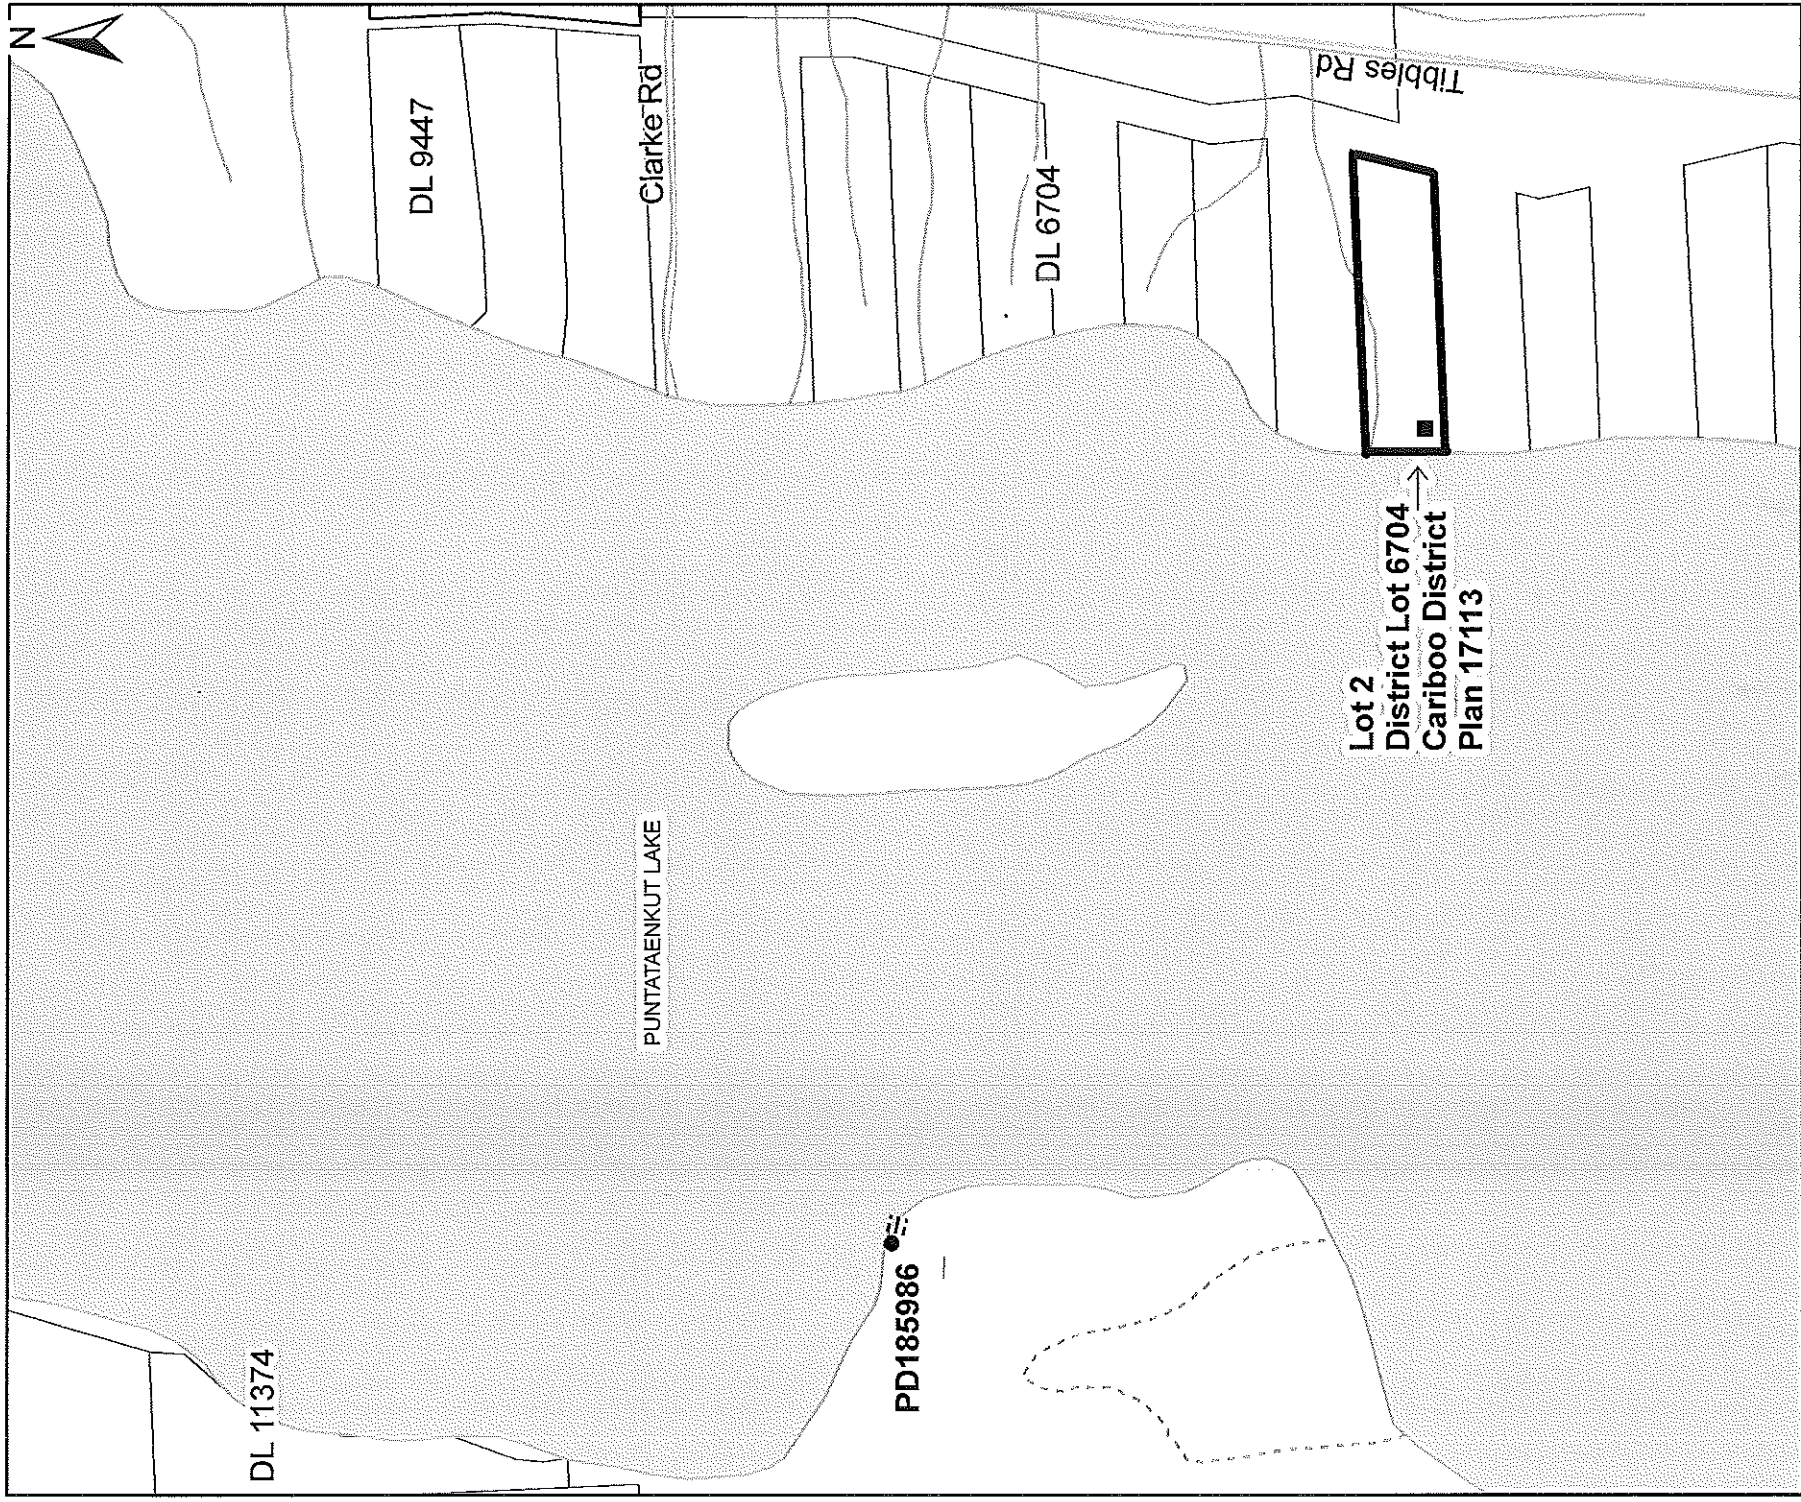 N
DL 9447
Clarke Rd
Tibbles Rd
DL 6704
PUNTATAENKUT LAKE
Lot 2
District Lot 6704
Cariboo District
Plan 17113
PD185986
DL 11374